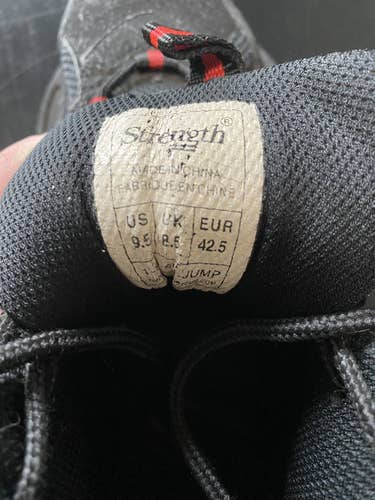 Strength®
MADE IN CHINA
FABRIQUE EN CHINE
US UK EUR
9.5 8.5 42.5
JUMP